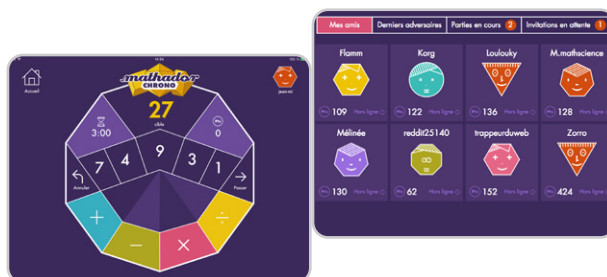 Accueil
mathador
CHRONO
27
cible
jean-mi
3:00
0
7
4
9
3
1
Annuler
Passer
+
−
×
÷
Mes amis
Derniers adversaires
Parties en cours 2
Invitations en attente 1
Flamm
Korg
Loulouky
M.mathscience
109 Hors ligne
122 Hors ligne
136 Hors ligne
128 Hors ligne
Mélinée
reddit25140
trappeurduweb
Zorro
130 Hors ligne
62 Hors ligne
152 Hors ligne
424 Hors ligne